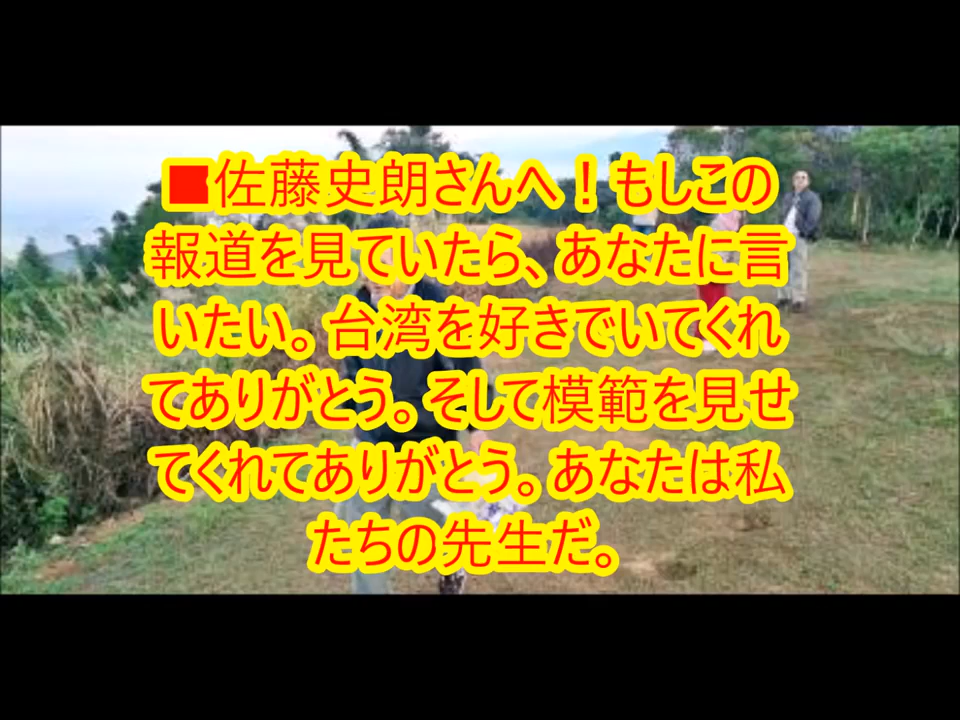 ■佐藤史朗さんへ！もしこの
報道を見ていたら、あなたに言
いたい。台湾を好きでいてくれ
てありがとう。そして模範を見せ
てくれてありがとう。あなたは私
たちの先生だ。